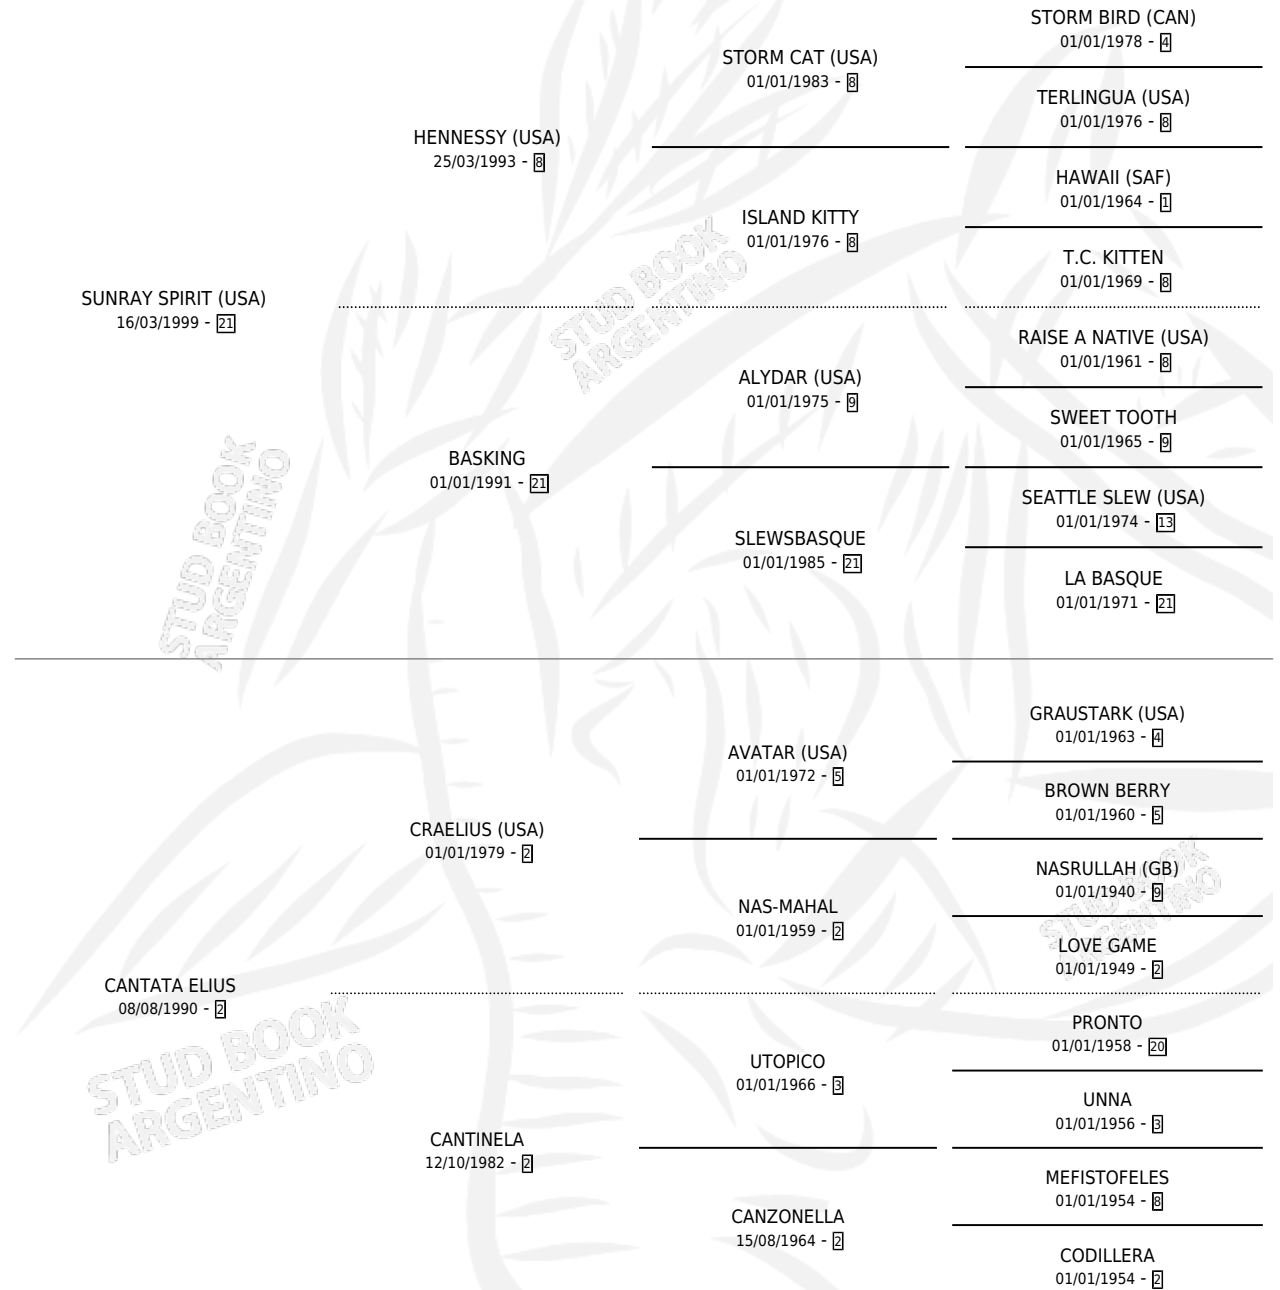 STORM BIRD (CAN)
01/01/1978 - 4
STORM CAT (USA)
01/01/1983 - 8
TERLINGUA (USA)
01/01/1976 - 8
HENNESSY (USA)
25/03/1993 - 8
HAWAII (SAF)
01/01/1964 - 1
ISLAND KITTY
01/01/1976 - 8
T.C. KITTEN
01/01/1969 - 8
SUNRAY SPIRIT (USA)
16/03/1999 - 21
RAISE A NATIVE (USA)
01/01/1961 - 8
ALYDAR (USA)
01/01/1975 - 9
SWEET TOOTH
01/01/1965 - 9
BASKING
01/01/1991 - 21
SEATTLE SLEW (USA)
01/01/1974 - 13
SLEWSBASQUE
01/01/1985 - 21
LA BASQUE
01/01/1971 - 21
GRAUSTARK (USA)
01/01/1963 - 4
AVATAR (USA)
01/01/1972 - 5
BROWN BERRY
01/01/1960 - 5
CRAELIUS (USA)
01/01/1979 - 2
NASRULLAH (GB)
01/01/1940 - 9
NAS-MAHAL
01/01/1959 - 2
LOVE GAME
01/01/1949 - 2
CANTATA ELIUS
08/08/1990 - 2
PRONTO
01/01/1958 - 20
UTOPICO
01/01/1966 - 3
UNNA
01/01/1956 - 3
CANTINELA
12/10/1982 - 2
MEFISTOFELES
01/01/1954 - 8
CANZONELLA
15/08/1964 - 2
CODILLERA
01/01/1954 - 2
STUD BOOK
ARGENTINO
STUD BOOK
ARGENTINO
STUD BOOK
ARGENTINO
STUD BOOK
ARGENTINO